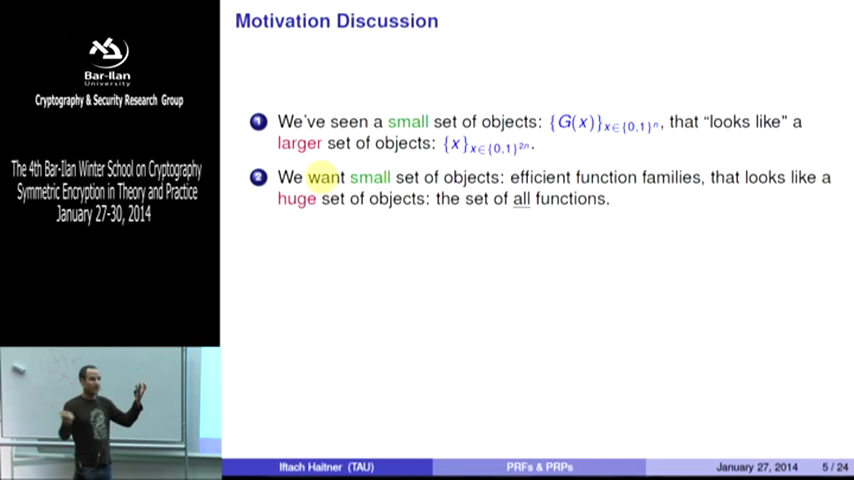 Motivation Discussion
Bar-Ilan
University
Cryptography & Security Research Group
The 4th Bar-Ilan Winter School on Cryptography
Symmetric Encryption in Theory and Practice
January 27-30, 2014
1 We've seen a small set of objects: {G(x)}x∈{0,1}ⁿ, that "looks like" a
larger set of objects: {x}x∈{0,1}²ⁿ.
2 We want small set of objects: efficient function families, that looks like a
huge set of objects: the set of all functions.
Iftach Haitner (TAU) PRFs & PRPs January 27, 2014 5 / 24